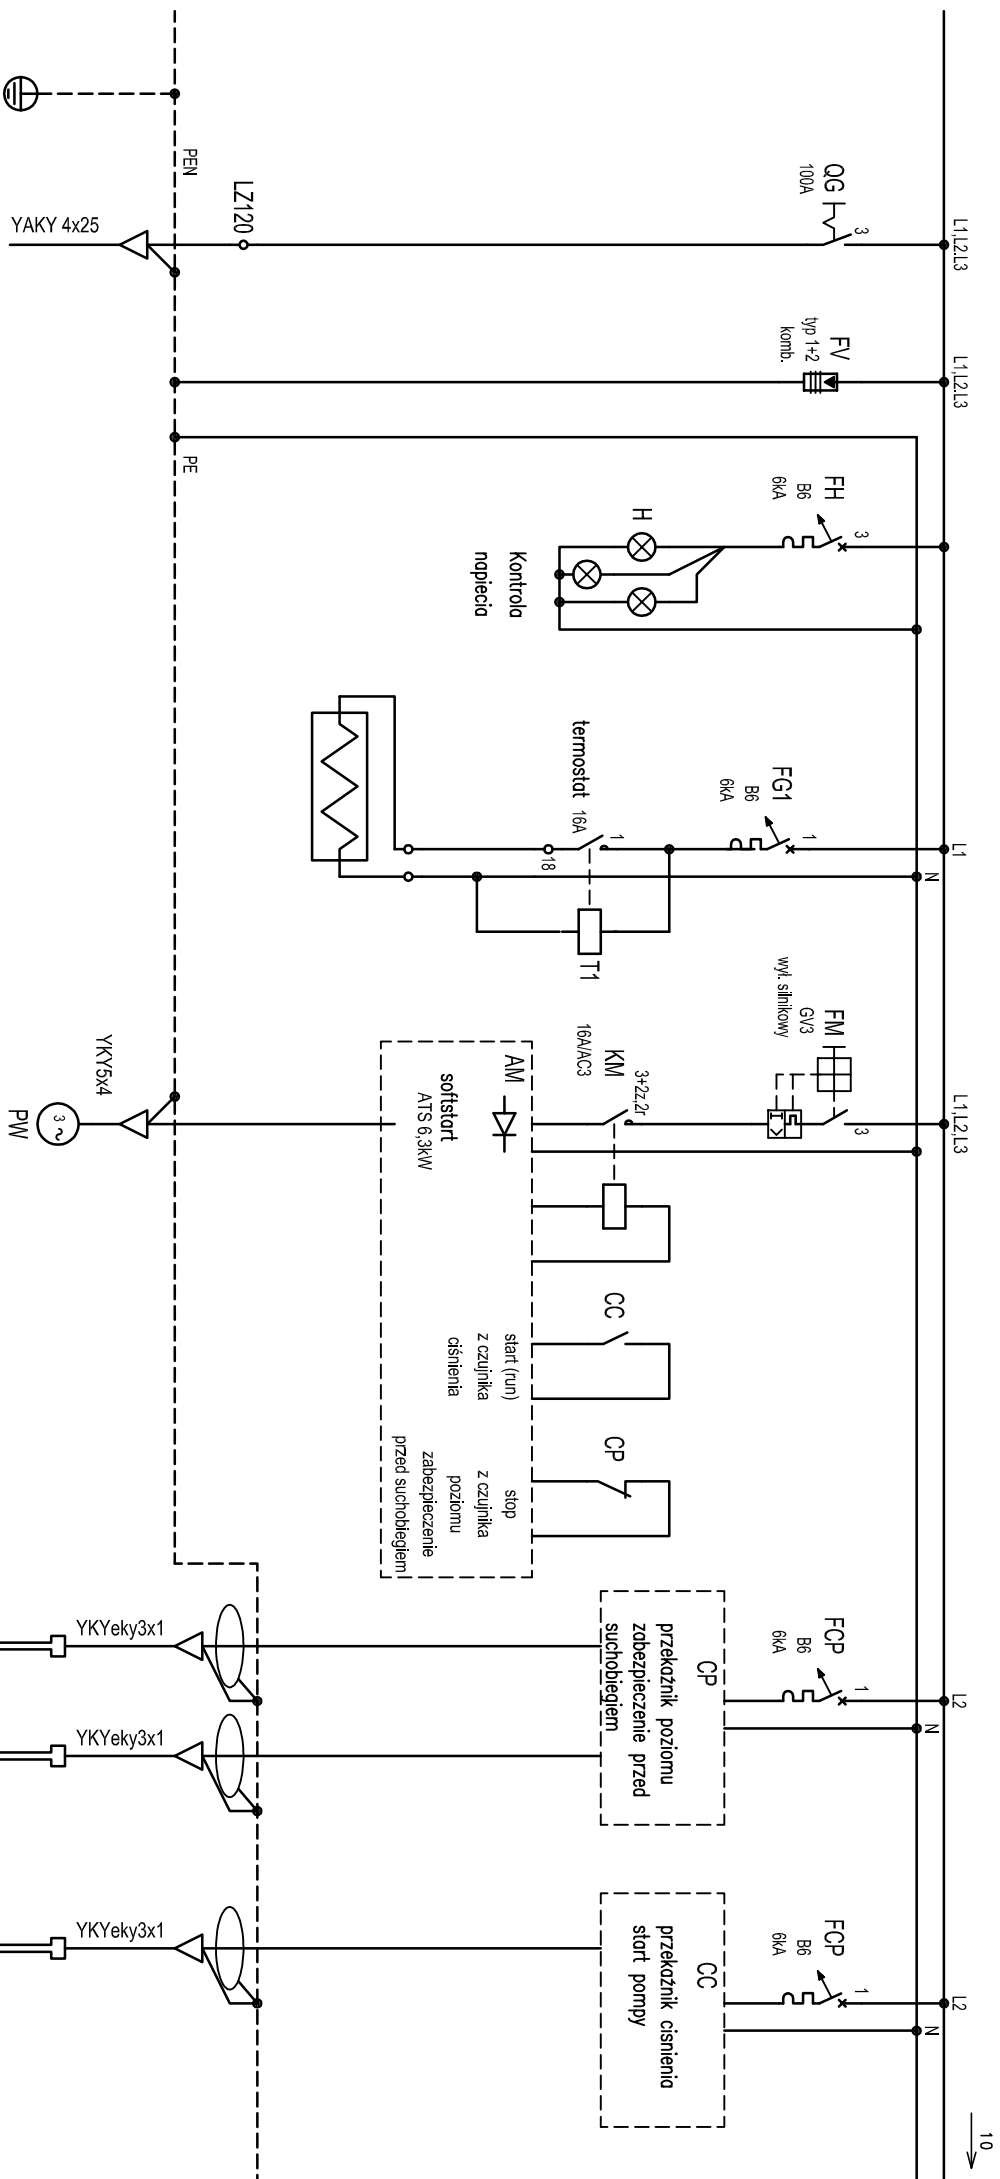 10
L1,L2.L3
QG
100A
3
LZ120
PEN
YAKY 4x25
L1,L2.L3
FV
typ 1+2
komb.
PE
FH
B6
6kA
3
H
Kontrola
napiecia
L1
N
FG1
B6
6kA
1
termostat
16A
1
18
T1
L1,L2,L3
FM
GV3
wył. silnikowy
3
I>
KM
16A/AC3
3+2z,2r
AM
softstart
ATS 6,3kW
YKY5x4
3
~
PW
CC
start (run)
z czujnika
ciśnienia
CP
stop
z czujnika
poziomu
zabezpieczenie
przed suchobiegiem
L2
N
FCP
B6
6kA
1
CP
przekaźnik poziomu
zabezpieczenie przed
suchobiegiem
YKYeky3x1
YKYeky3x1
L2
N
FCP
B6
6kA
1
CC
przekaźnik cisnienia
start pompy
YKYeky3x1